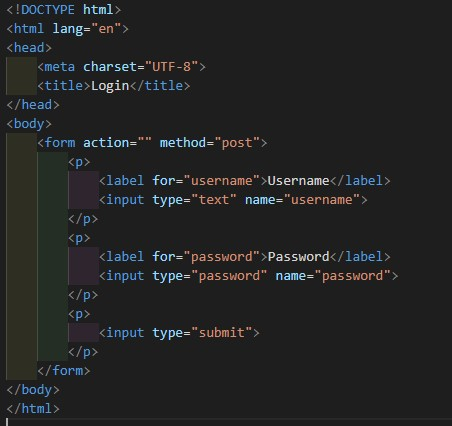 <!DOCTYPE html>
<html lang="en">
<head>
    <meta charset="UTF-8">
    <title>Login</title>
</head>
<body>
    <form action="" method="post">
        <p>
            <label for="username">Username</label>
            <input type="text" name="username">
        </p>
        <p>
            <label for="password">Password</label>
            <input type="password" name="password">
        </p>
        <p>
            <input type="submit">
        </p>
    </form>
</body>
</html>